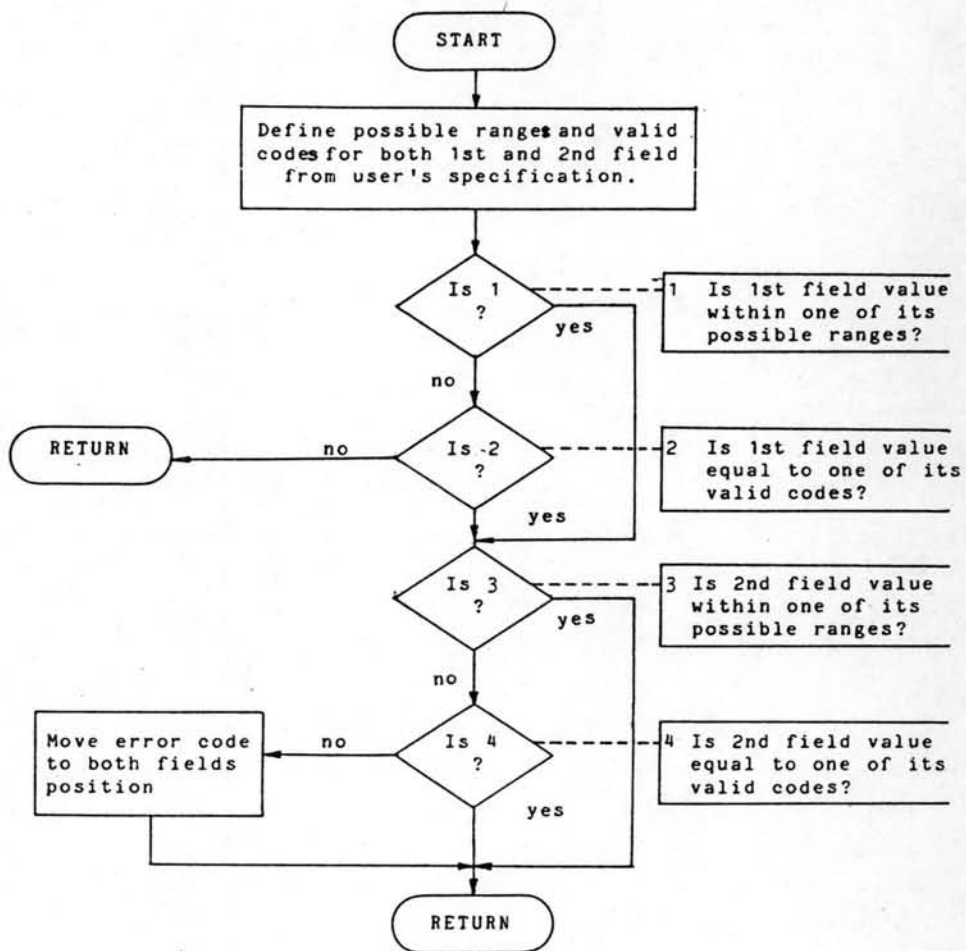 START
Define possible ranges and valid
codes for both 1st and 2nd field
from user's specification.
Is 1
?
yes
no
1 Is 1st field value
within one of its
possible ranges?
RETURN
no
Is 2
?
yes
2 Is 1st field value
equal to one of its
valid codes?
Is 3
?
yes
no
3 Is 2nd field value
within one of its
possible ranges?
Move error code
to both fields
position
no
Is 4
?
yes
4 Is 2nd field value
equal to one of its
valid codes?
RETURN